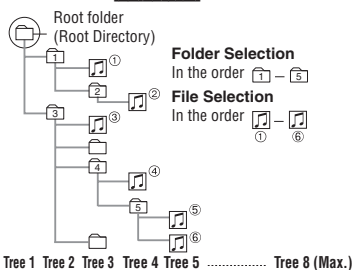 Root folder
(Root Directory)
Folder Selection
In the order 1 – 5
File Selection
In the order –
① ⑥
1
①
2
②
3
③
4
④
5
⑤
⑥
Tree 1 Tree 2 Tree 3 Tree 4 Tree 5 ................ Tree 8 (Max.)